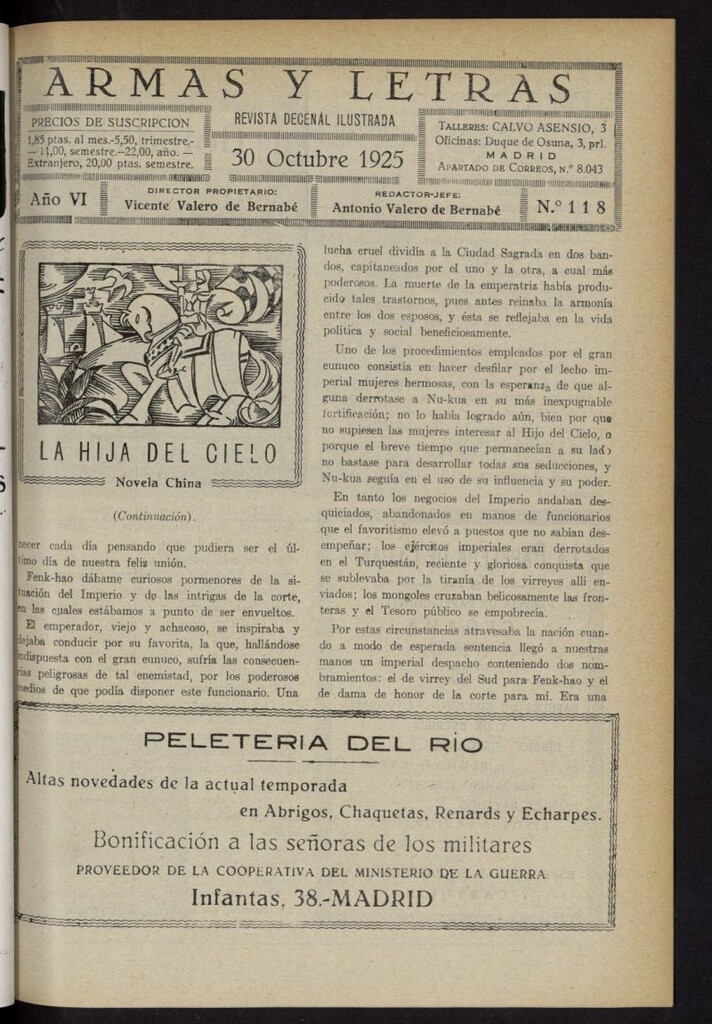 ARMAS Y LETRAS
PRECIOS DE SUSCRIPCION
1,85 ptas. al mes.-5,50, trimestre.-
— 11,00, semestre.--22,00, año. —
Extranjero, 20,00 ptas. semestre.
REVISTA DECENAL ILUSTRADA
30 Octubre 1925
TALLERES: CALVO ASENSIO, 3
Oficinas: Duque de Osuna, 3, prl.
MADRID
APARTADO DE CORREOS, N.º 8.043
Año VI
DIRECTOR PROPIETARIO:
Vicente Valero de Bernabé
REDACTOR-JEFE:
Antonio Valero de Bernabé
N.º 118
LA HIJA DEL CIELO
Novela China
(Continuación).
necer cada día pensando que pudiera ser el úl-
timo día de nuestra feliz unión.
Fenk-hao dábame curiosos pormenores de la si-
tuación del Imperio y de las intrigas de la corte,
en las cuales estábamos a punto de ser envueltos.
El emperador, viejo y achacoso, se inspiraba y
dejaba conducir por su favorita, la que, hallándose
indispuesta con el gran eunuco, sufría las consecuen-
cias peligrosas de tal enemistad, por los poderosos
medios de que podía disponer este funcionario. Una
lucha cruel dividía a la Ciudad Sagrada en dos ban-
dos, capitaneados por el uno y la otra, a cual más
poderosos. La muerte de la emperatriz había produ-
cido tales trastornos, pues antes reinaba la armonía
entre los dos esposos, y ésta se reflejaba en la vida
política y social beneficiosamente.
Uno de los procedimientos empleados por el gran
eunuco consistía en hacer desfilar por el lecho im-
perial mujeres hermosas, con la esperanza de que al-
guna derrotase a Nu-kua en su más inexpugnable
fortificación; no lo había logrado aún, bien por que
no supiesen las mujeres interesar al Hijo del Cielo, o
porque el breve tiempo que permanecían a su lado
no bastase para desarrollar todas sus seducciones, y
Nu-kua seguía en el uso de su influencia y su poder.
En tanto los negocios del Imperio andaban des-
quiciados, abandonados en manos de funcionarios
que el favoritismo elevó a puestos que no sabían des-
empeñar; los ejércitos imperiales eran derrotados
en el Turquestán, reciente y gloriosa conquista que
se sublevaba por la tiranía de los virreyes allí en-
viados; los mongoles cruzaban belicosamente las fron-
teras y el Tesoro público se empobrecía.
Por estas circunstancias atravesaba la nación cuan-
do a modo de esperada sentencia llegó a nuestras
manos un imperial despacho conteniendo dos nom-
bramientos: el de virrey del Sud para Fenk-hao y el
de dama de honor de la corte para mí. Era una
PELETERIA DEL RIO
Altas novedades de la actual temporada
en Abrigos, Chaquetas, Renards y Echarpes.
Bonificación a las señoras de los militares
PROVEEDOR DE LA COOPERATIVA DEL MINISTERIO DE LA GUERRA
Infantas, 38.-MADRID